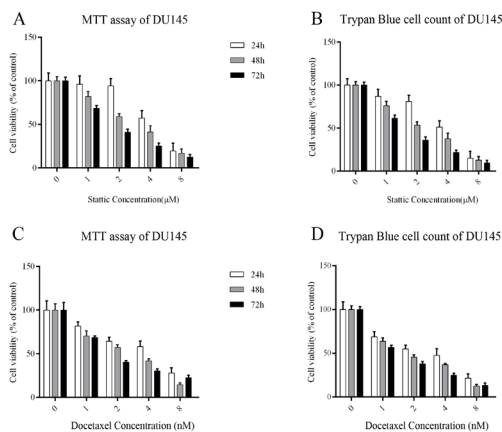 A
MTT assay of DU145
Cell viability (% of control)
150
100
50
0
0
1
2
4
8
Stattic Concentration(μM)
24h
48h
72h
B
Trypan Blue cell count of DU145
Cell viability (% of control)
150
100
50
0
0
1
2
4
8
Stattic Concentration(μM)
C
MTT assay of DU145
Cell viability (% of control)
150
100
50
0
0
1
2
4
8
Docetaxel Concentration (nM)
24h
48h
72h
D
Trypan Blue cell count of DU145
Cell viability (% of control)
150
100
50
0
0
1
2
4
8
Docetaxel Concentration (nM)